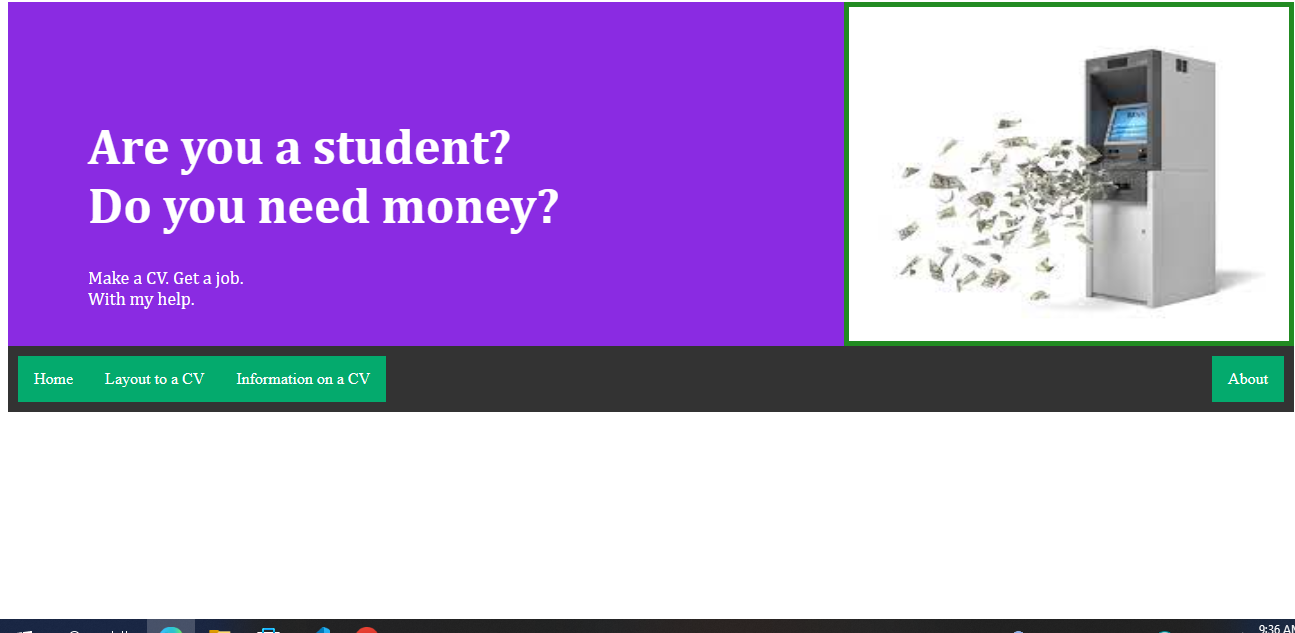 Are you a student?
Do you need money?
Make a CV. Get a job.
With my help.
Home Layout to a CV Information on a CV About
9:36 AM